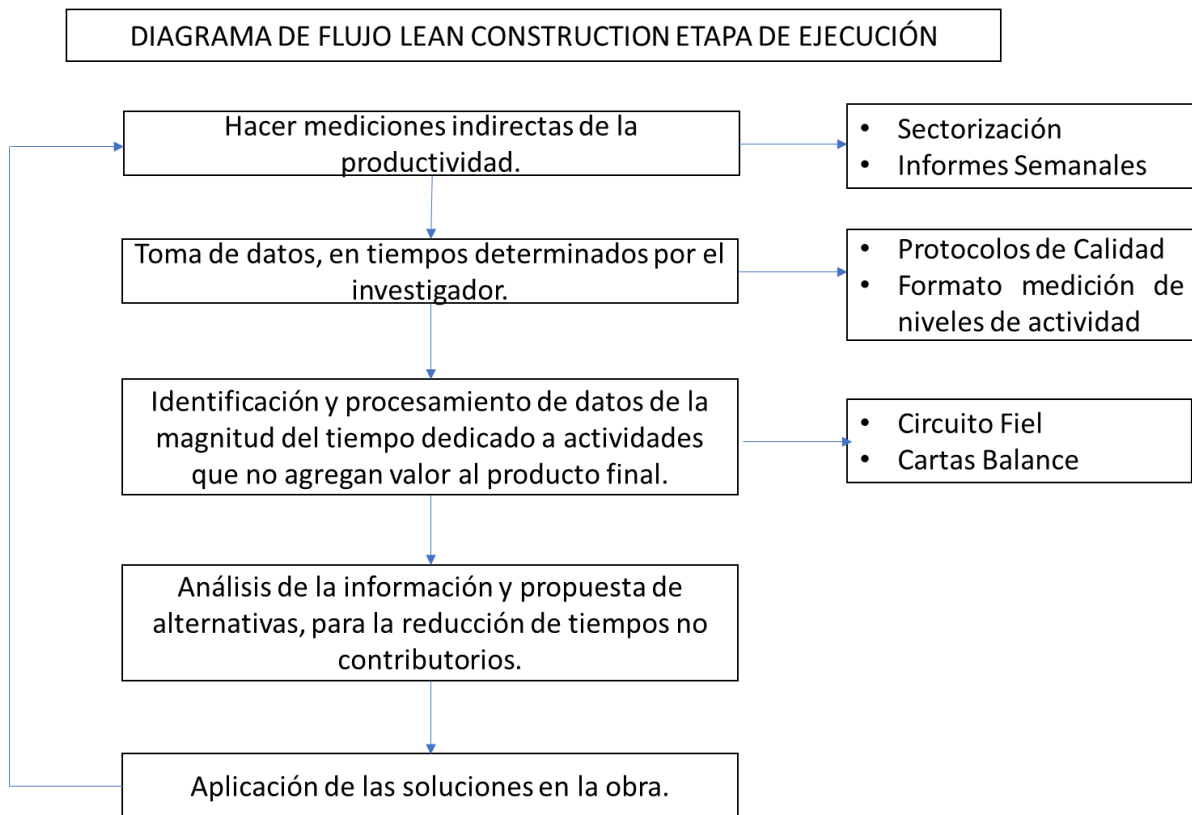 DIAGRAMA DE FLUJO LEAN CONSTRUCTION ETAPA DE EJECUCIÓN
Hacer mediciones indirectas de la
productividad.
• Sectorización
• Informes Semanales
Toma de datos, en tiempos determinados por el
investigador.
• Protocolos de Calidad
• Formato medición de
niveles de actividad
Identificación y procesamiento de datos de la
magnitud del tiempo dedicado a actividades
que no agregan valor al producto final.
• Circuito Fiel
• Cartas Balance
Análisis de la información y propuesta de
alternativas, para la reducción de tiempos no
contributorios.
Aplicación de las soluciones en la obra.